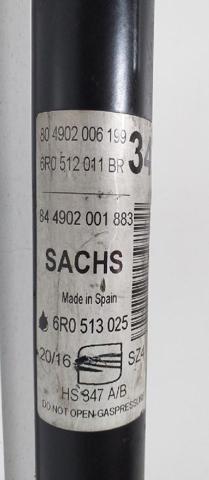 80 4902 006 199
6R0 512 011 BR
34
84 4902 001 883
SACHS
Made in Spain
6R0 513 025
20/16
SZ4
HS 347 A/B
DO NOT OPEN-GASPRESSURE